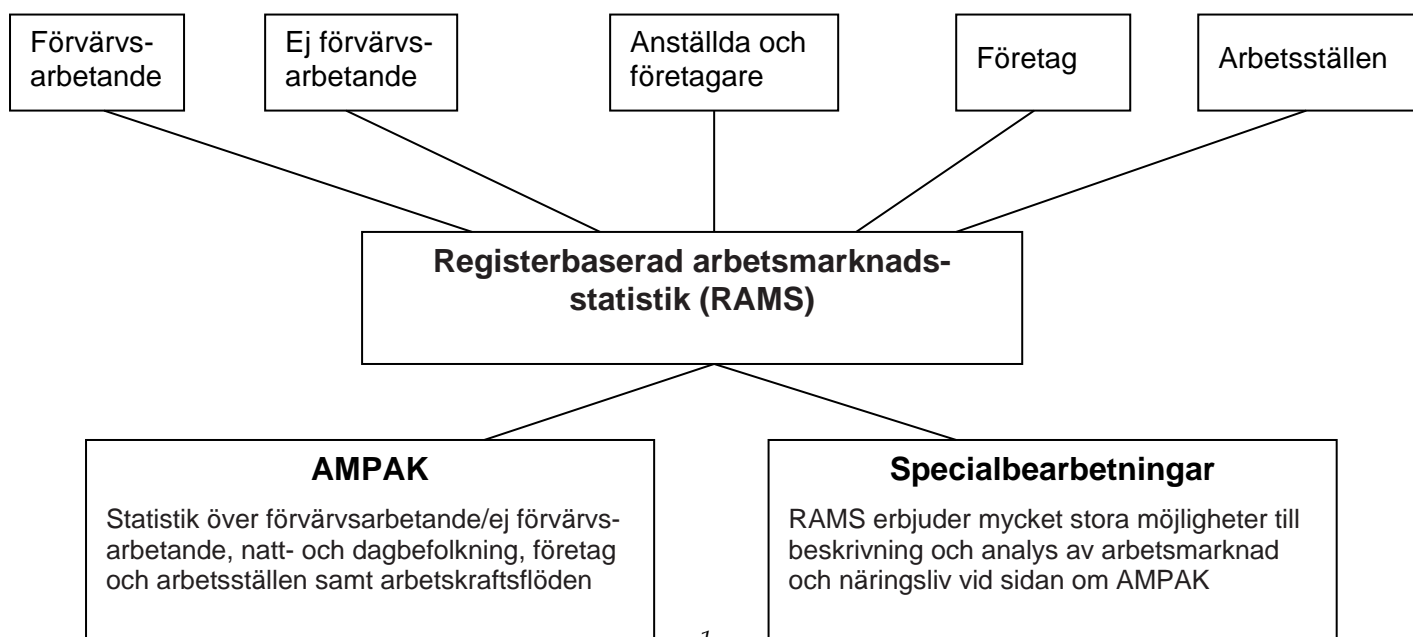 Förvärvs-
arbetande
Ej förvärvs-
arbetande
Anställda och
företagare
Företag
Arbetsställen
Registerbaserad arbetsmarknads-
statistik (RAMS)
AMPAK
Statistik över förvärvsarbetande/ej förvärvs-
arbetande, natt- och dagbefolkning, företag
och arbetsställen samt arbetskraftsflöden
Specialbearbetningar
RAMS erbjuder mycket stora möjligheter till
beskrivning och analys av arbetsmarknad
och näringsliv vid sidan om AMPAK
1